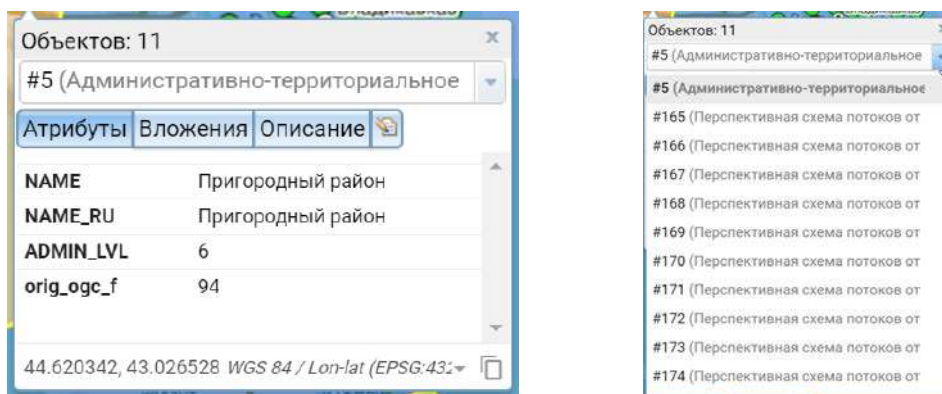 Владикавказ
Объектов: 11
#5 (Административно-территориальное
Атрибуты Вложения Описание
NAME Пригородный район
NAME_RU Пригородный район
ADMIN_LVL 6
orig_ogc_f 94
44.620342, 43.026528 WGS 84 / Lon-lat (EPSG:432
Объектов: 11
#5 (Административно-территориальное
#5 (Административно-территориальное
#165 (Перспективная схема потоков от
#166 (Перспективная схема потоков от
#167 (Перспективная схема потоков от
#168 (Перспективная схема потоков от
#169 (Перспективная схема потоков от
#170 (Перспективная схема потоков от
#171 (Перспективная схема потоков от
#172 (Перспективная схема потоков от
#173 (Перспективная схема потоков от
#174 (Перспективная схема потоков от